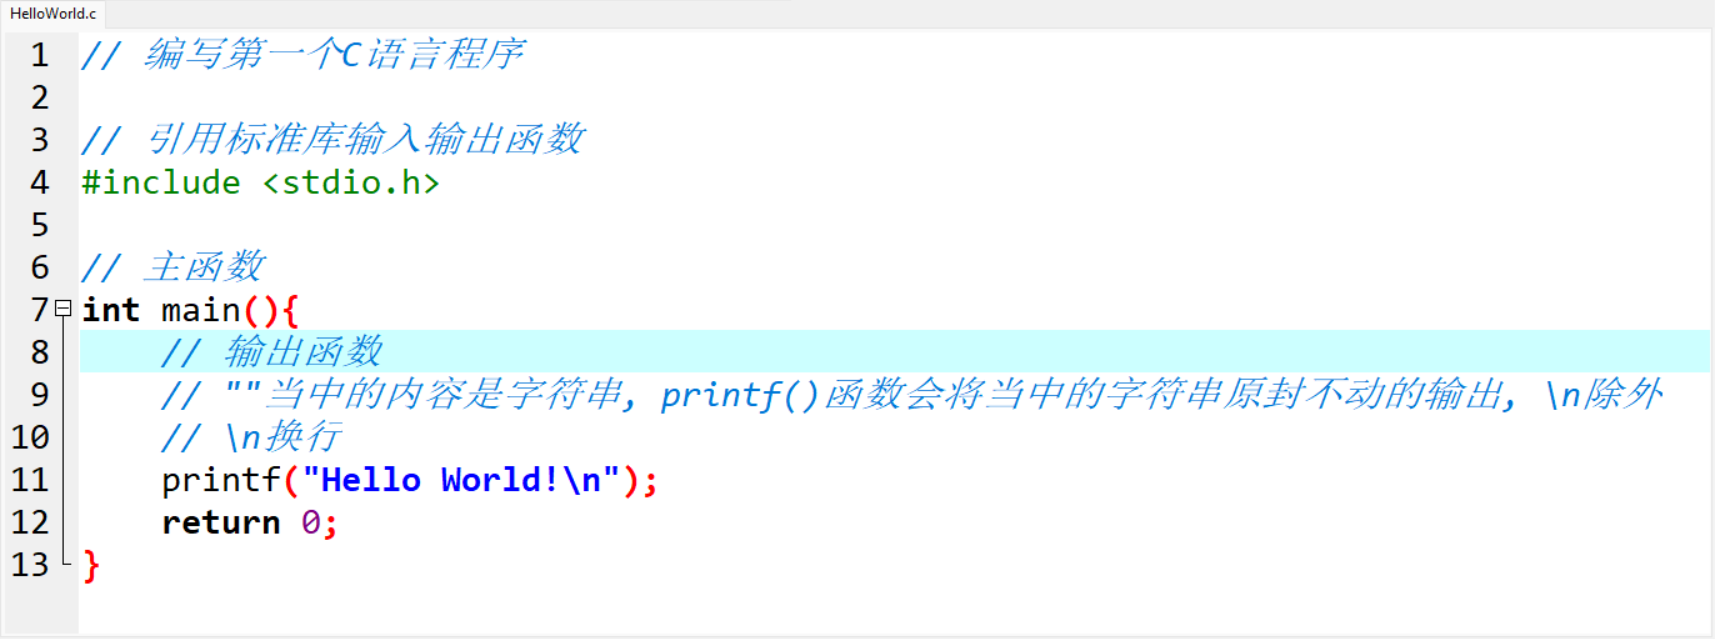 HelloWorld.c
1 // 编写第一个C语言程序
2
3 // 引用标准库输入输出函数
4 #include <stdio.h>
5
6 // 主函数
7 int main(){
8     // 输出函数
9     // ""当中的内容是字符串, printf()函数会将当中的字符串原封不动的输出, \n除外
10     // \n换行
11     printf("Hello World!\n");
12     return 0;
13 }